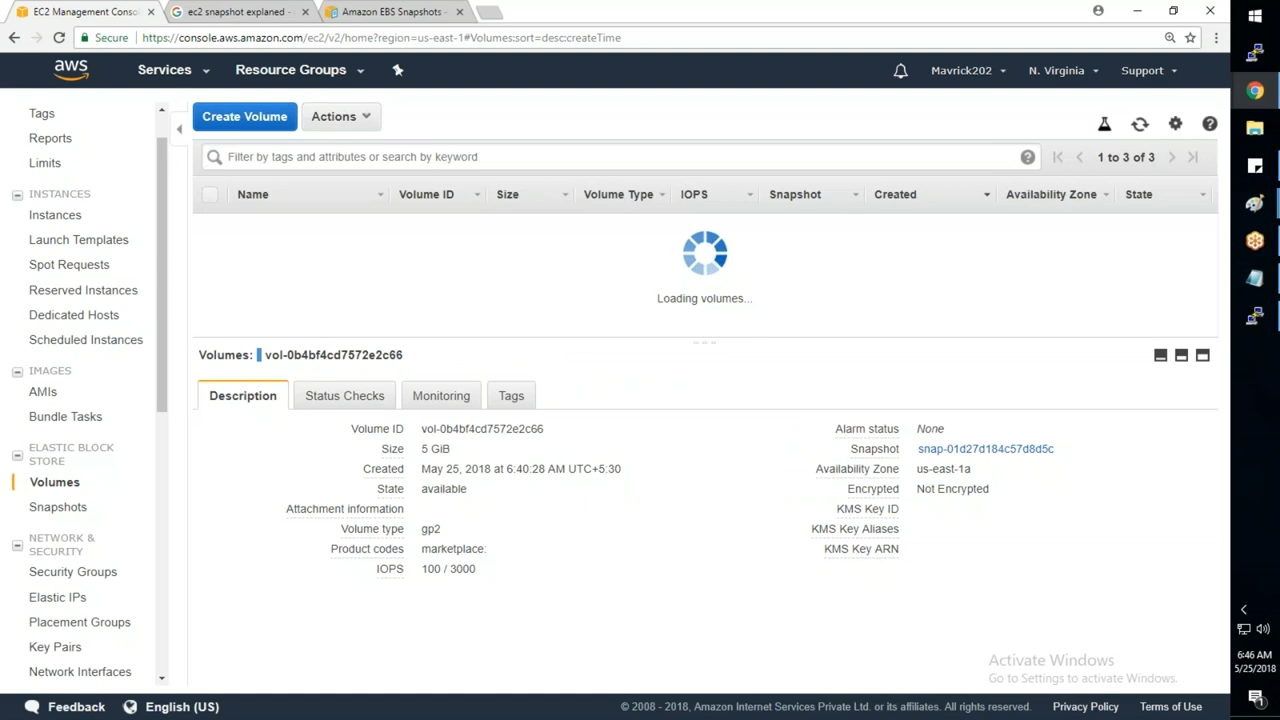 EC2 Management Conso
ec2 snapshot explaned -
Amazon EBS Snapshots -
Secure
https://console.aws.amazon.com/ec2/v2/home?region=us-east-1#Volumes:sort=desc:createTime
aws
Services
Resource Groups
Mavrick202
N. Virginia
Support
Tags
Reports
Limits
INSTANCES
Instances
Launch Templates
Spot Requests
Reserved Instances
Dedicated Hosts
Scheduled Instances
IMAGES
AMIs
Bundle Tasks
ELASTIC BLOCK
STORE
Volumes
Snapshots
NETWORK &
SECURITY
Security Groups
Elastic IPs
Placement Groups
Key Pairs
Network Interfaces
Create Volume
Actions
Filter by tags and attributes or search by keyword
1 to 3 of 3
Name
Volume ID
Size
Volume Type
IOPS
Snapshot
Created
Availability Zone
State
Loading volumes...
Volumes: vol-0b4bf4cd7572e2c66
Description
Status Checks
Monitoring
Tags
Volume ID vol-0b4bf4cd7572e2c66
Size 5 GiB
Created May 25, 2018 at 6:40:28 AM UTC+5:30
State available
Attachment information
Volume type gp2
Product codes marketplace:
IOPS 100 / 3000
Alarm status None
Snapshot snap-01d27d184c57d8d5c
Availability Zone us-east-1a
Encrypted Not Encrypted
KMS Key ID
KMS Key Aliases
KMS Key ARN
Activate Windows
Go to Settings to activate Windows.
Feedback
English (US)
© 2008 - 2018, Amazon Internet Services Private Ltd. or its affiliates. All rights reserved.
Privacy Policy
Terms of Use
6:46 AM
5/25/2018
1